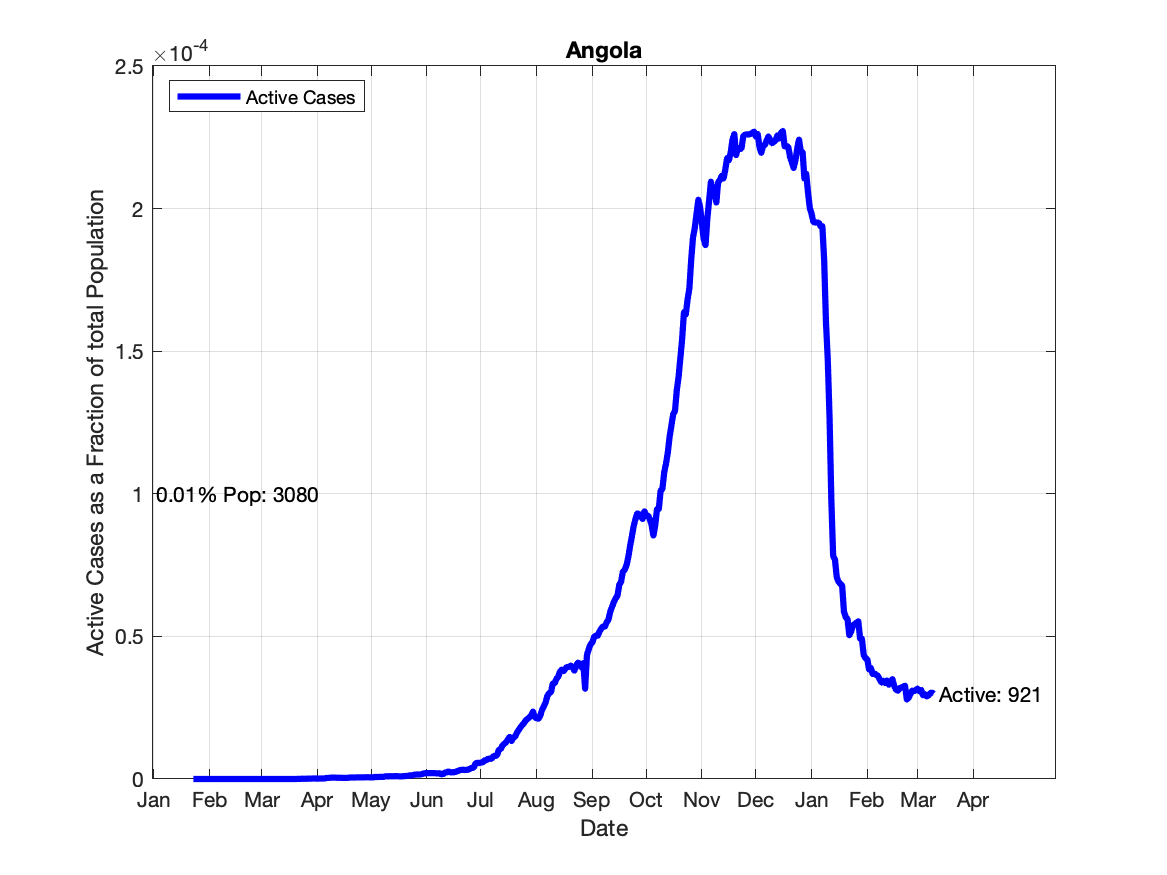 Angola
×10-4
2.5
2
1.5
1
0.5
0
Active Cases
0.01% Pop: 3080
Active: 921
Active Cases as a Fraction of total Population
Jan Feb Mar Apr May Jun Jul Aug Sep Oct Nov Dec Jan Feb Mar Apr
Date